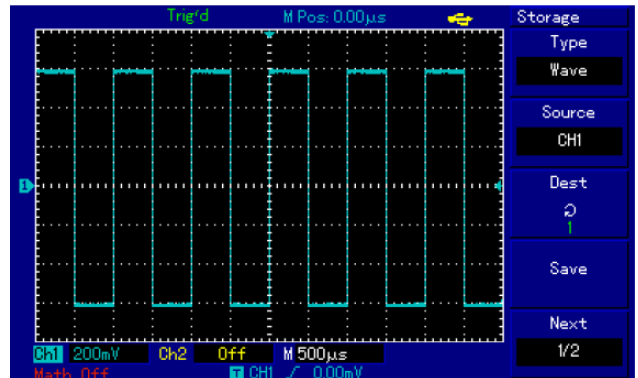 Trig'd M Pos: 0.00µs Storage
Type
Wave
Source
CH1
1
Dest
1
Save
Next
1/2
Ch1 200mV Ch2 Off M 500µs
Math Off T CH1 0.00mV